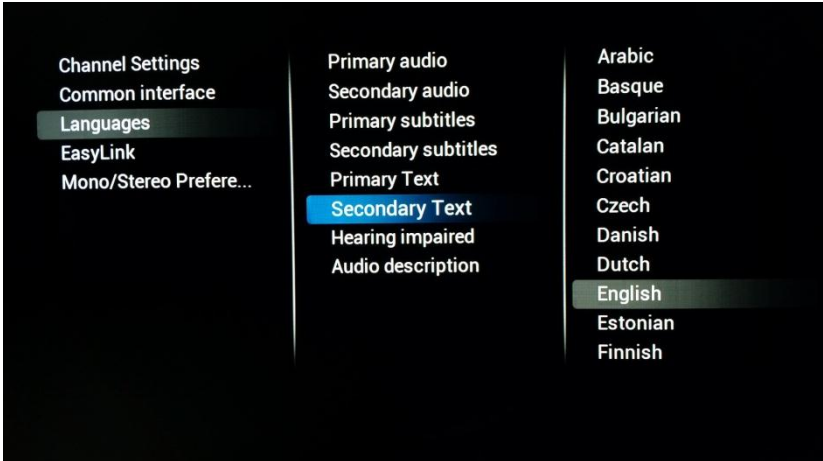 Channel Settings
Common interface
Languages
EasyLink
Mono/Stereo Prefere...
Primary audio
Secondary audio
Primary subtitles
Secondary subtitles
Primary Text
Secondary Text
Hearing impaired
Audio description
Arabic
Basque
Bulgarian
Catalan
Croatian
Czech
Danish
Dutch
English
Estonian
Finnish